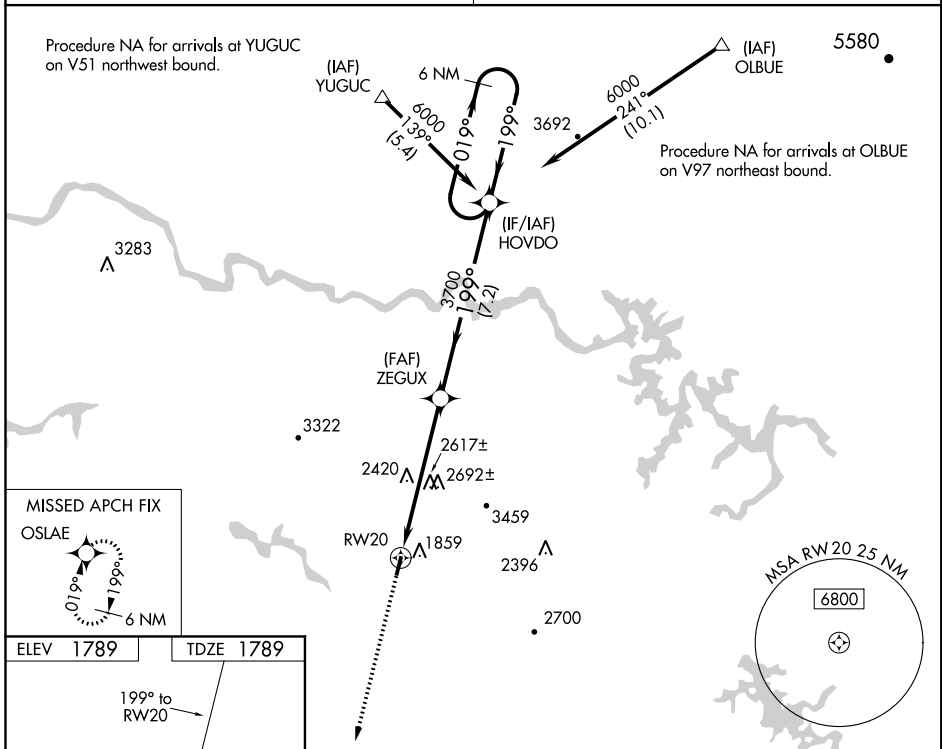 Procedure NA for arrivals at YUGUC
on V51 northwest bound.
(IAF)
YUGUC
6000
139°
(5.4)
6 NM
019°
199°
3692
6000
241°
(10.1)
(IAF)
OLBUE
5580
Procedure NA for arrivals at OLBUE
on V97 northeast bound.
(IF/IAF)
HOVDO
3283
3700
199°
(7.2)
(FAF)
ZEGUX
3322
2617±
2420
2692±
3459
RW20
1859
2396
2700
MISSED APCH FIX
OSLAE
019°
199°
6 NM
MSA RW20 25 NM
6800
ELEV 1789
TDZE 1789
199° to
RW20